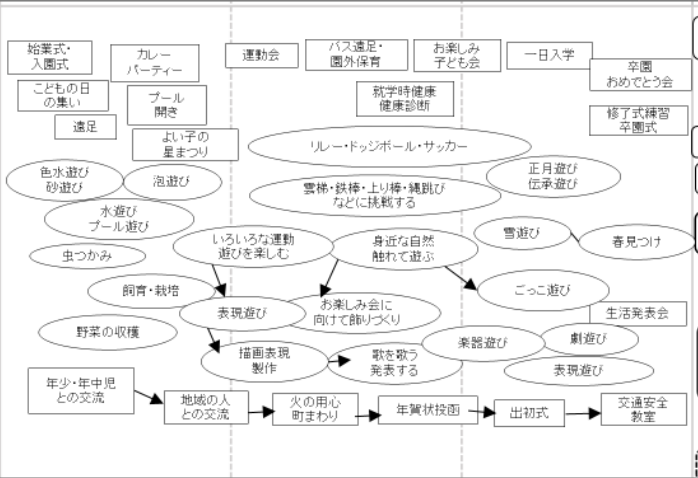 始業式・
入園式
カレー
パーティー
運動会
バス遠足・
園外保育
お楽しみ
子ども会
一日入学
卒園
おめでとう会
こどもの日
の集い
プール
開き
就学時健康
健康診断
遠足
修了式練習
卒園式
よい子の
星まつり
リレー・ドッジボール・サッカー
色水遊び
砂遊び
泡遊び
正月遊び
伝承遊び
雲梯・鉄棒・上り棒・縄跳び
などに挑戦する
水遊び
プール遊び
いろいろな運動
遊びを楽しむ
身近な自然
触れて遊ぶ
雪遊び
春見つけ
虫つかみ
飼育・栽培
ごっこ遊び
表現遊び
お楽しみ会に
向けて飾りづくり
生活発表会
野菜の収穫
楽器遊び
劇遊び
描画表現
製作
歌を歌う
発表する
表現遊び
年少・年中児
との交流
地域の人
との交流
火の用心
町まわり
年賀状投函
出初式
交通安全
教室